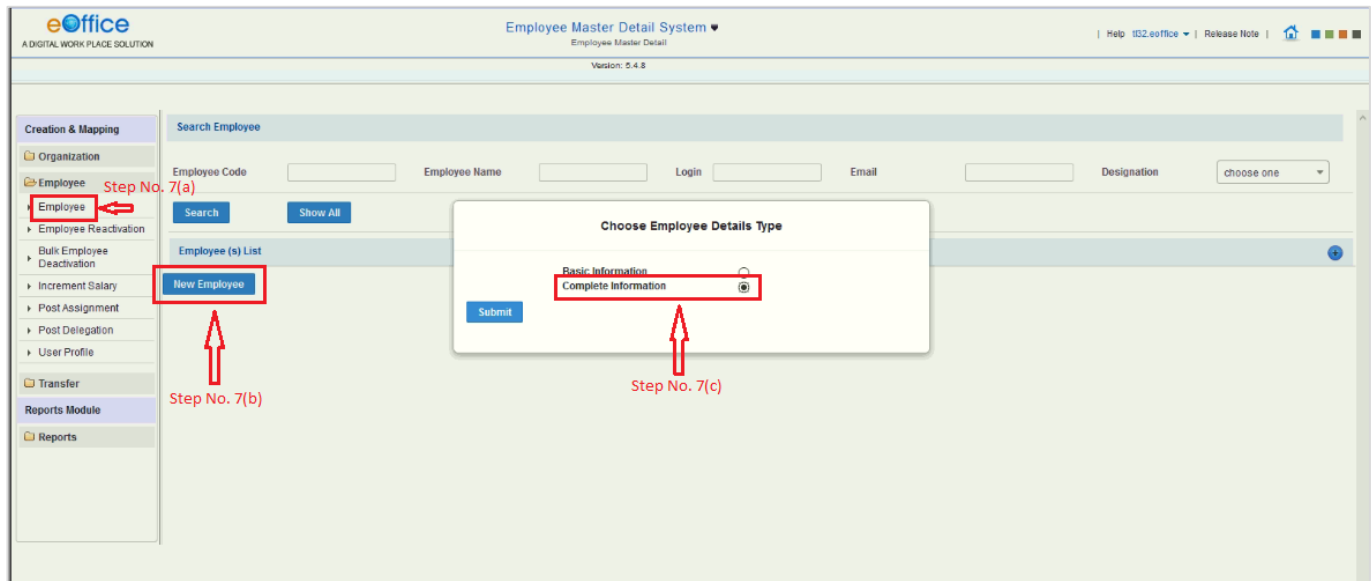 eOffice
A DIGITAL WORK PLACE SOLUTION
Employee Master Detail System
Employee Master Detail
| Help tl32.eoffice | Release Note |
Version: 5.4.8
Creation & Mapping
Organization
Employee
Step No. 7(a)
Employee
Employee Reactivation
Bulk Employee
Deactivation
Increment Salary
Post Assignment
Post Delegation
User Profile
Transfer
Reports Module
Reports
Search Employee
Employee Code
Employee Name
Login
Email
Designation
choose one
Search
Show All
Employee (s) List
New Employee
Step No. 7(b)
Choose Employee Details Type
Basic Information
Complete Information
Submit
Step No. 7(c)